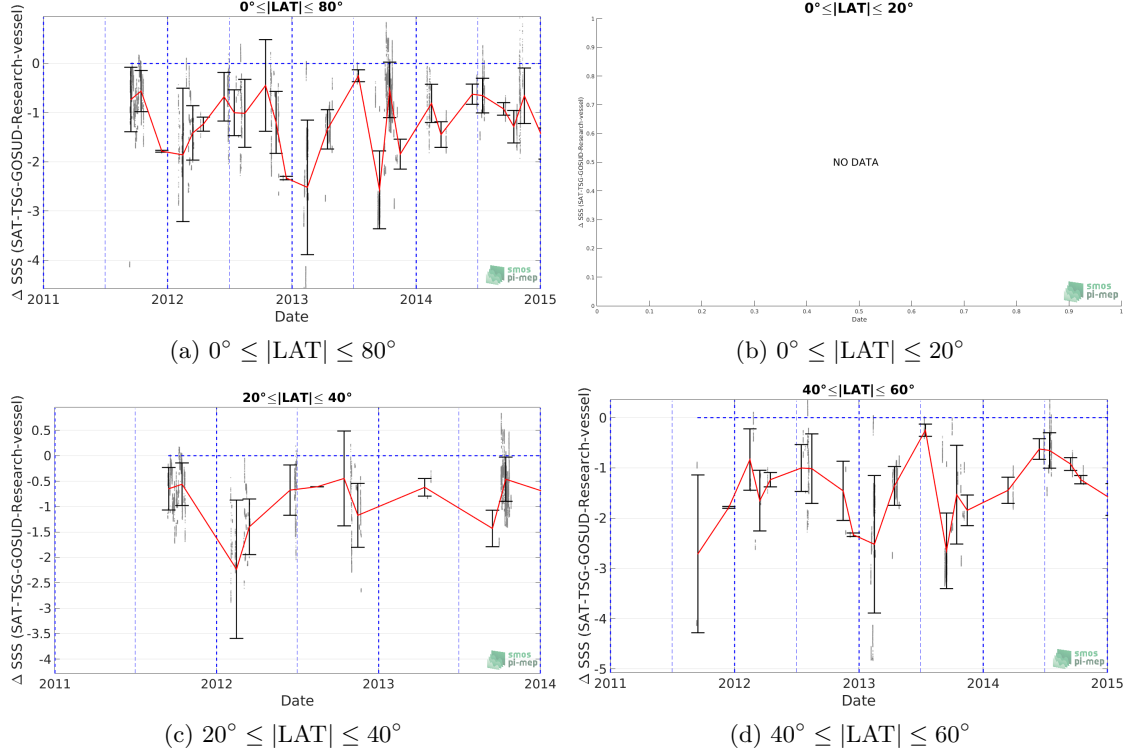 0°≤|LAT|≤ 80°
Δ SSS (SAT-TSG-GOSUD-Research-vessel)
0
-1
-2
-3
-4
2011
2012
2013
2014
2015
Date
smos
pi-mep
(a) 0° ≤ |LAT| ≤ 80°
0°≤|LAT|≤ 20°
Δ SSS (SAT-TSG-GOSUD-Research-vessel)
1
0.9
0.8
0.7
0.6
0.5
0.4
0.3
0.2
0.1
0
NO DATA
0
0.1
0.2
0.3
0.4
0.5
0.6
0.7
0.8
0.9
1
Date
smos
pi-mep
(b) 0° ≤ |LAT| ≤ 20°
20°≤|LAT|≤ 40°
Δ SSS (SAT-TSG-GOSUD-Research-vessel)
0.5
0
-0.5
-1
-1.5
-2
-2.5
-3
-3.5
-4
2011
2012
2013
2014
Date
smos
pi-mep
(c) 20° ≤ |LAT| ≤ 40°
40°≤|LAT|≤ 60°
Δ SSS (SAT-TSG-GOSUD-Research-vessel)
0
-1
-2
-3
-4
-5
2011
2012
2013
2014
2015
Date
smos
pi-mep
(d) 40° ≤ |LAT| ≤ 60°